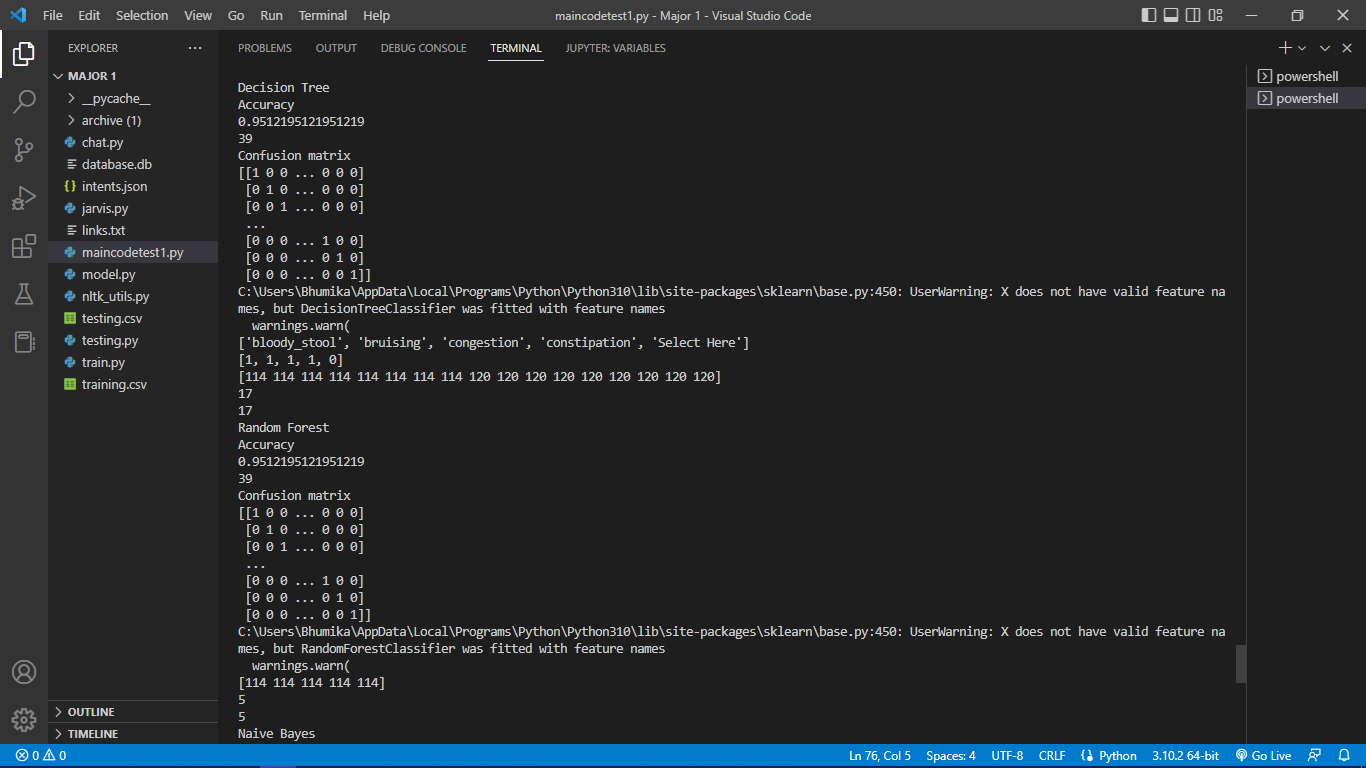 File Edit Selection View Go Run Terminal Help
maincodetest1.py - Major 1 - Visual Studio Code
EXPLORER
MAJOR 1
__pycache__
archive (1)
chat.py
database.db
intents.json
jarvis.py
links.txt
maincodetest1.py
model.py
nltk_utils.py
testing.csv
testing.py
train.py
training.csv
OUTLINE
TIMELINE
PROBLEMS OUTPUT DEBUG CONSOLE TERMINAL JUPYTER: VARIABLES
Decision Tree
Accuracy
0.9512195121951219
39
Confusion matrix
[[1 0 0 ... 0 0 0]
[0 1 0 ... 0 0 0]
[0 0 1 ... 0 0 0]
...
[0 0 0 ... 1 0 0]
[0 0 0 ... 0 1 0]
[0 0 0 ... 0 0 1]]
C:\Users\Bhumika\AppData\Local\Programs\Python\Python310\lib\site-packages\sklearn\base.py:450: UserWarning: X does not have valid feature na
mes, but DecisionTreeClassifier was fitted with feature names
warnings.warn(
['bloody_stool', 'bruising', 'congestion', 'constipation', 'Select Here']
[1, 1, 1, 1, 0]
[114 114 114 114 114 114 114 114 120 120 120 120 120 120 120 120 120]
17
17
Random Forest
Accuracy
0.9512195121951219
39
Confusion matrix
[[1 0 0 ... 0 0 0]
[0 1 0 ... 0 0 0]
[0 0 1 ... 0 0 0]
...
[0 0 0 ... 1 0 0]
[0 0 0 ... 0 1 0]
[0 0 0 ... 0 0 1]]
C:\Users\Bhumika\AppData\Local\Programs\Python\Python310\lib\site-packages\sklearn\base.py:450: UserWarning: X does not have valid feature na
mes, but RandomForestClassifier was fitted with feature names
warnings.warn(
[114 114 114 114 114]
5
5
Naive Bayes
powershell
powershell
0 0
Ln 76, Col 5 Spaces: 4 UTF-8 CRLF Python 3.10.2 64-bit Go Live